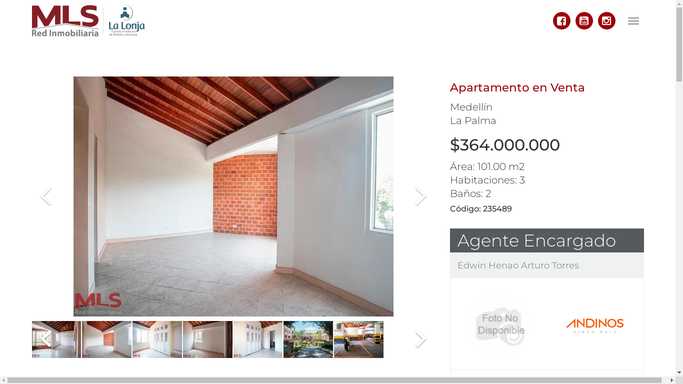 MLS
Red Inmobiliaria
La Lonja
Apartamento en Venta
Medellín
La Palma
$364.000.000
Área: 101.00 m2
Habitaciones: 3
Baños: 2
Código: 235489
Agente Encargado
Edwin Henao Arturo Torres
MLS
Foto No
Disponible
ANDINOS